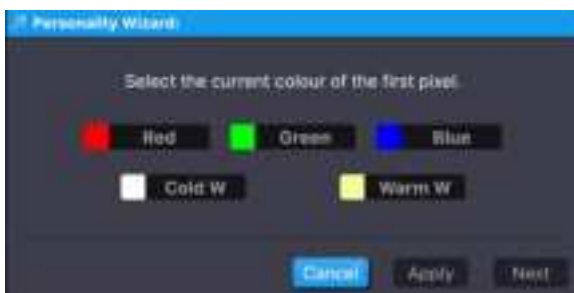 Personality Wizard:
Select the current colour of the first pixel.
Red Green Blue
Cold W Warm W
Cancel Apply Next